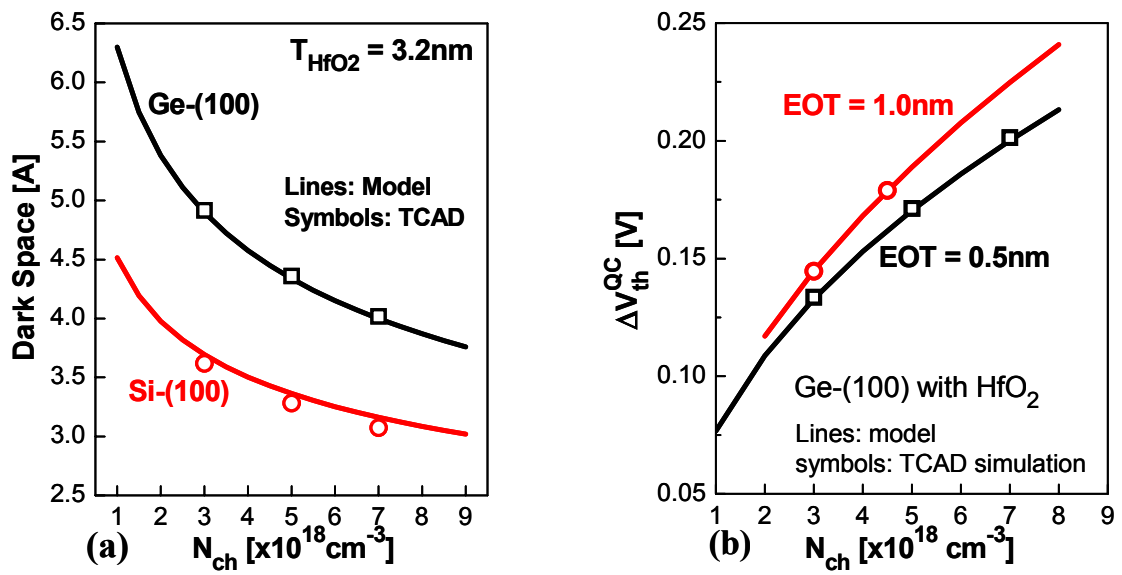 6.5
6.0
5.5
5.0
4.5
4.0
3.5
3.0
2.5
Dark Space [A]
T_HfO2 = 3.2nm
Ge-(100)
Lines: Model
Symbols: TCAD
Si-(100)
1 2 3 4 5 6 7 8 9
(a)
N_ch [x10^18 cm^-3]
0.25
0.20
0.15
0.10
0.05
ΔV_th^QC [V]
EOT = 1.0nm
EOT = 0.5nm
Ge-(100) with HfO_2
Lines: model
symbols: TCAD simulation
1 2 3 4 5 6 7 8 9
(b)
N_ch [x10^18 cm^-3]